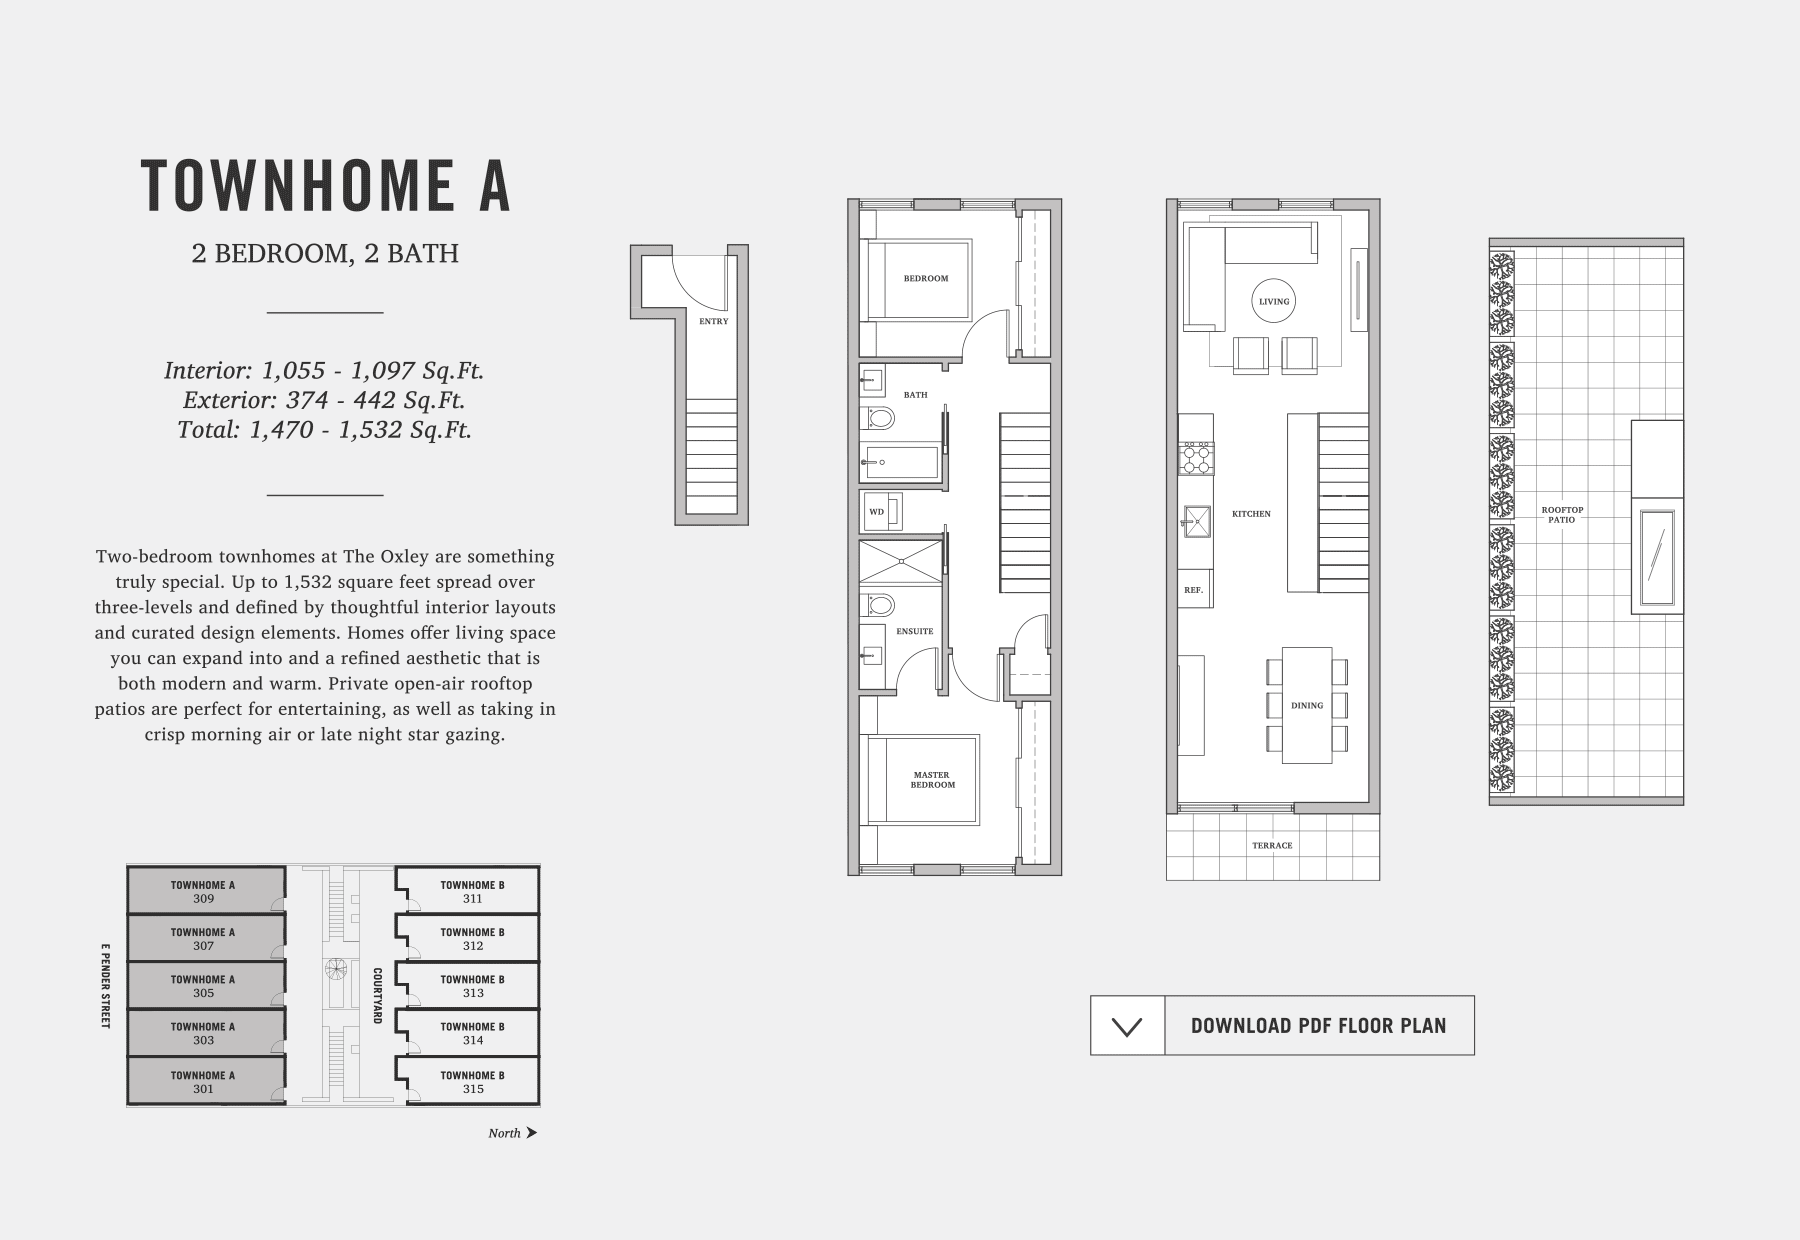 TOWNHOME A
2 BEDROOM, 2 BATH
Interior: 1,055 - 1,097 Sq.Ft.
Exterior: 374 - 442 Sq.Ft.
Total: 1,470 - 1,532 Sq.Ft.
Two-bedroom townhomes at The Oxley are something
truly special. Up to 1,532 square feet spread over
three-levels and defined by thoughtful interior layouts
and curated design elements. Homes offer living space
you can expand into and a refined aesthetic that is
both modern and warm. Private open-air rooftop
patios are perfect for entertaining, as well as taking in
crisp morning air or late night star gazing.
E PENDER STREET
TOWNHOME A
309
TOWNHOME A
307
TOWNHOME A
305
TOWNHOME A
303
TOWNHOME A
301
COURTYARD
TOWNHOME B
311
TOWNHOME B
312
TOWNHOME B
313
TOWNHOME B
314
TOWNHOME B
315
North
ENTRY
BEDROOM
BATH
WD
ENSUITE
MASTER
BEDROOM
LIVING
KITCHEN
REF.
DINING
TERRACE
ROOFTOP
PATIO
DOWNLOAD PDF FLOOR PLAN